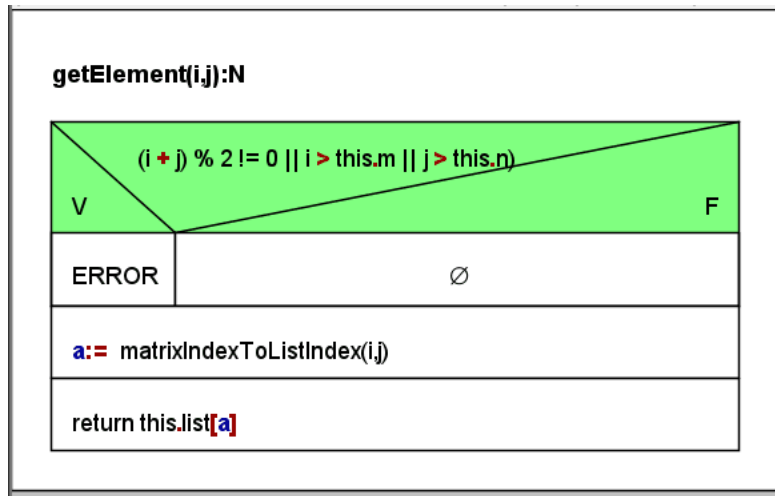 getElement(i,j):N
(i + j) % 2 != 0 || i > this.m || j > this.n)
V F
ERROR ∅
a:= matrixIndexToListIndex(i,j)
return this.list[a]